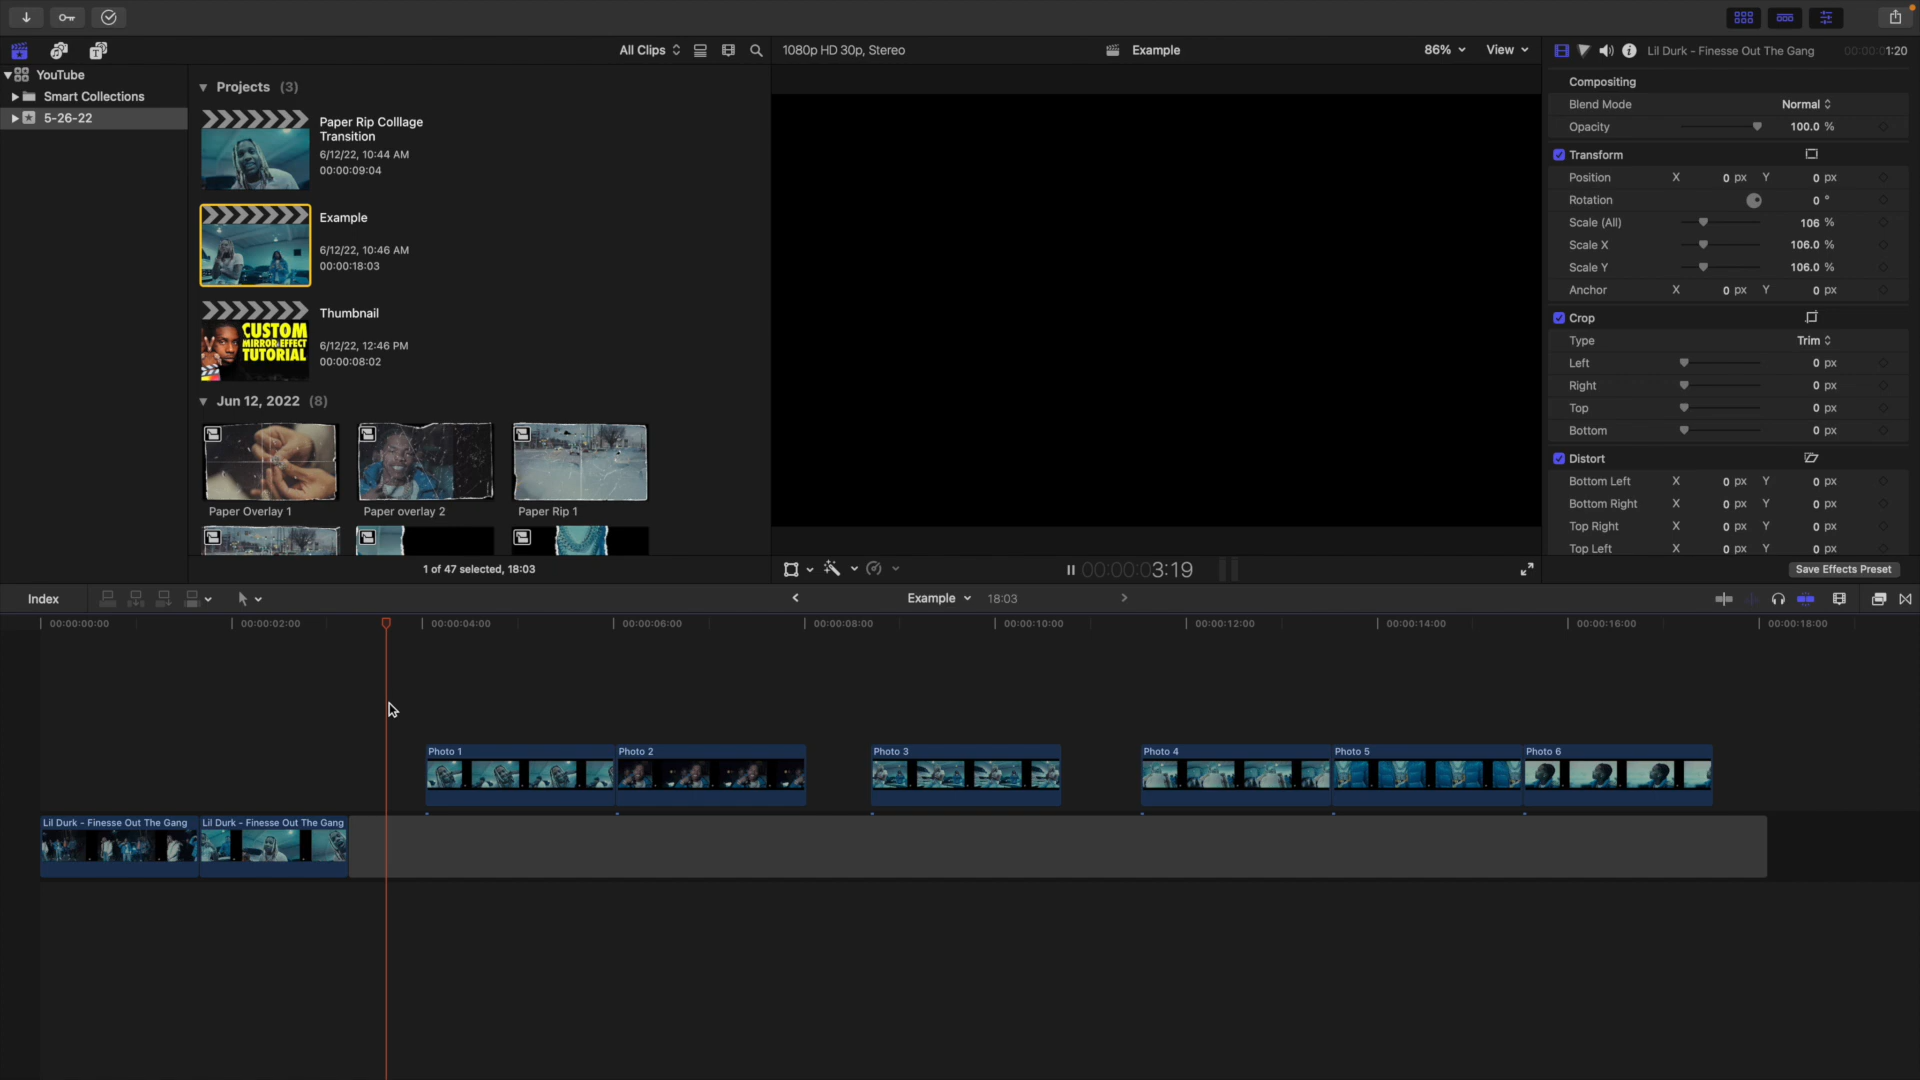 All Clips
1080p HD 30p, Stereo
Example
86%
View
Lil Durk - Finesse Out The Gang
00:00:01:20
YouTube
Smart Collections
5-26-22
Projects (3)
Paper Rip Colllage
Transition
6/12/22, 10:44 AM
00:00:09:04
Example
6/12/22, 10:46 AM
00:00:18:03
CUSTOM
MIRROR EFFECT
TUTORIAL
Thumbnail
6/12/22, 12:46 PM
00:00:08:02
Jun 12, 2022 (8)
Paper Overlay 1
Paper overlay 2
Paper Rip 1
1 of 47 selected, 18:03
00:00:03:19
Compositing
Blend Mode Normal
Opacity 100.0 %
Transform
Position X 0 px Y 0 px
Rotation 0 °
Scale (All) 106 %
Scale X 106.0 %
Scale Y 106.0 %
Anchor X 0 px Y 0 px
Crop
Type Trim
Left 0 px
Right 0 px
Top 0 px
Bottom 0 px
Distort
Bottom Left X 0 px Y 0 px
Bottom Right X 0 px Y 0 px
Top Right X 0 px Y 0 px
Top Left X 0 px Y 0 px
Save Effects Preset
Index
Example
18:03
00:00:00:00
00:00:02:00
00:00:04:00
00:00:06:00
00:00:08:00
00:00:10:00
00:00:12:00
00:00:14:00
00:00:16:00
00:00:18:00
Photo 1
Photo 2
Photo 3
Photo 4
Photo 5
Photo 6
Lil Durk - Finesse Out The Gang
Lil Durk - Finesse Out The Gang